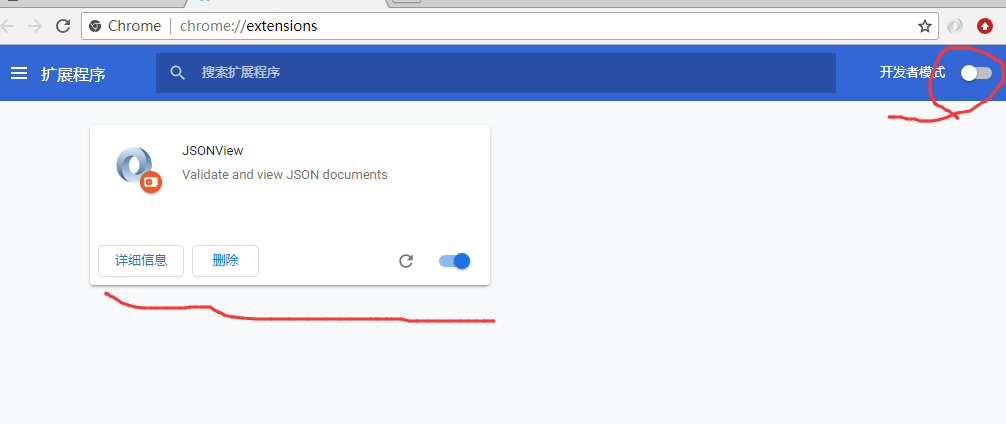 Chrome | chrome://extensions
扩展程序
搜索扩展程序
开发者模式
JSONView
Validate and view JSON documents
详细信息
删除